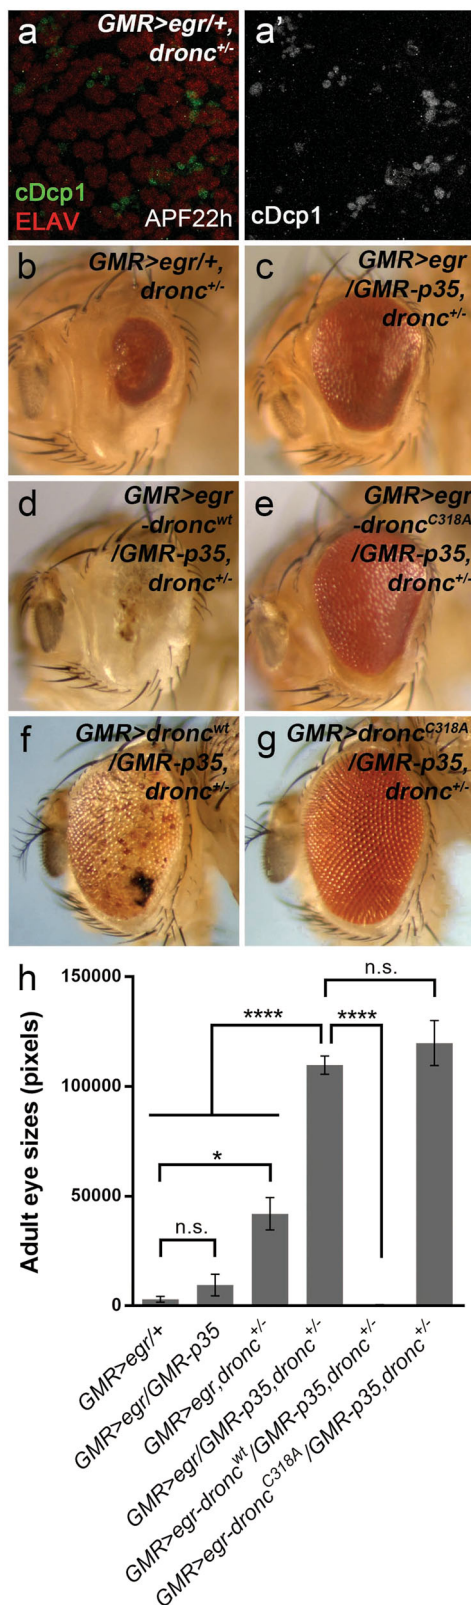 a
GMR>egr/+,
dronc+/-
cDcp1
ELAV
APF22h
a'
cDcp1
b
GMR>egr/+,
dronc+/-
c
GMR>egr
/GMR-p35,
dronc+/-
d
GMR>egr
-droncwt
/GMR-p35,
dronc+/-
e
GMR>egr
-droncC318A
/GMR-p35,
dronc+/-
f
GMR>droncwt
/GMR-p35,
dronc+/-
g
GMR>droncC318A
/GMR-p35,
dronc+/-
h
Adult eye sizes (pixels)
150000
100000
50000
0
n.s.
****
****
*
n.s.
GMR>egr/+
GMR>egr/GMR-p35
GMR>egr,dronc+/-
GMR>egr/GMR-p35,dronc+/-
GMR>egr-droncwt/GMR-p35,dronc+/-
GMR>egr-droncC318A/GMR-p35,dronc+/-